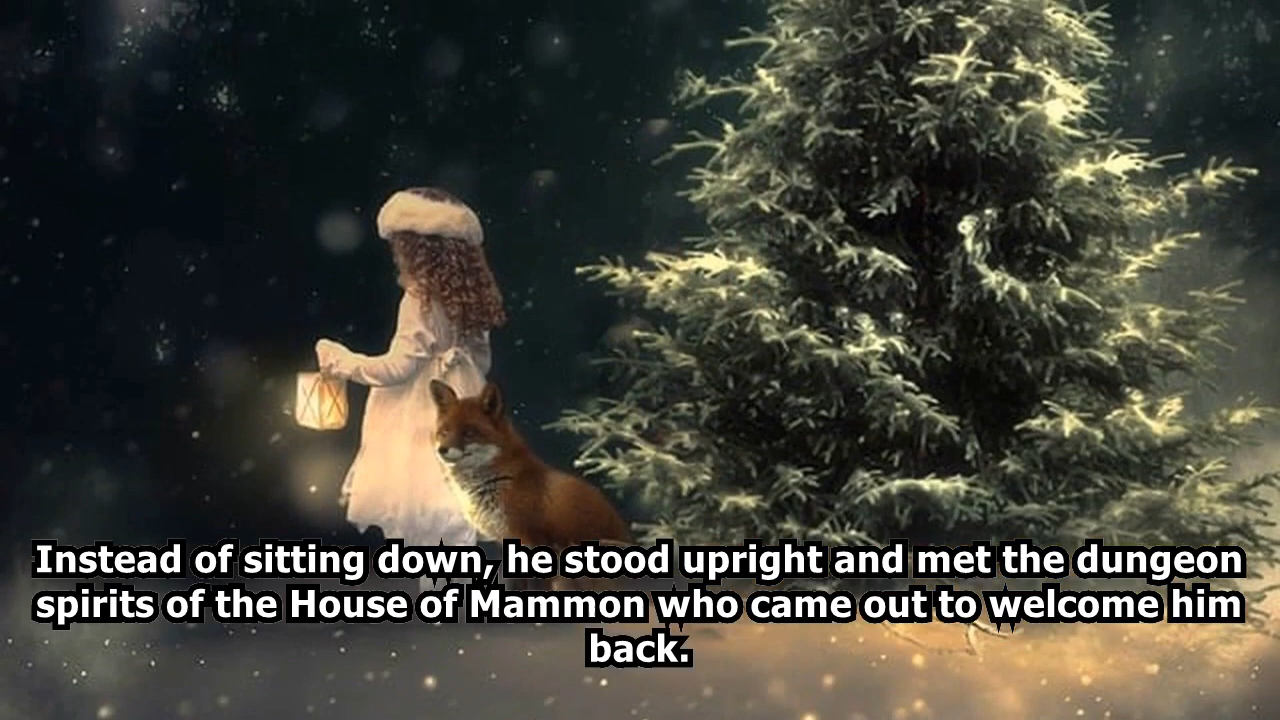 Instead of sitting down, he stood upright and met the dungeon
spirits of the House of Mammon who came out to welcome him
back.